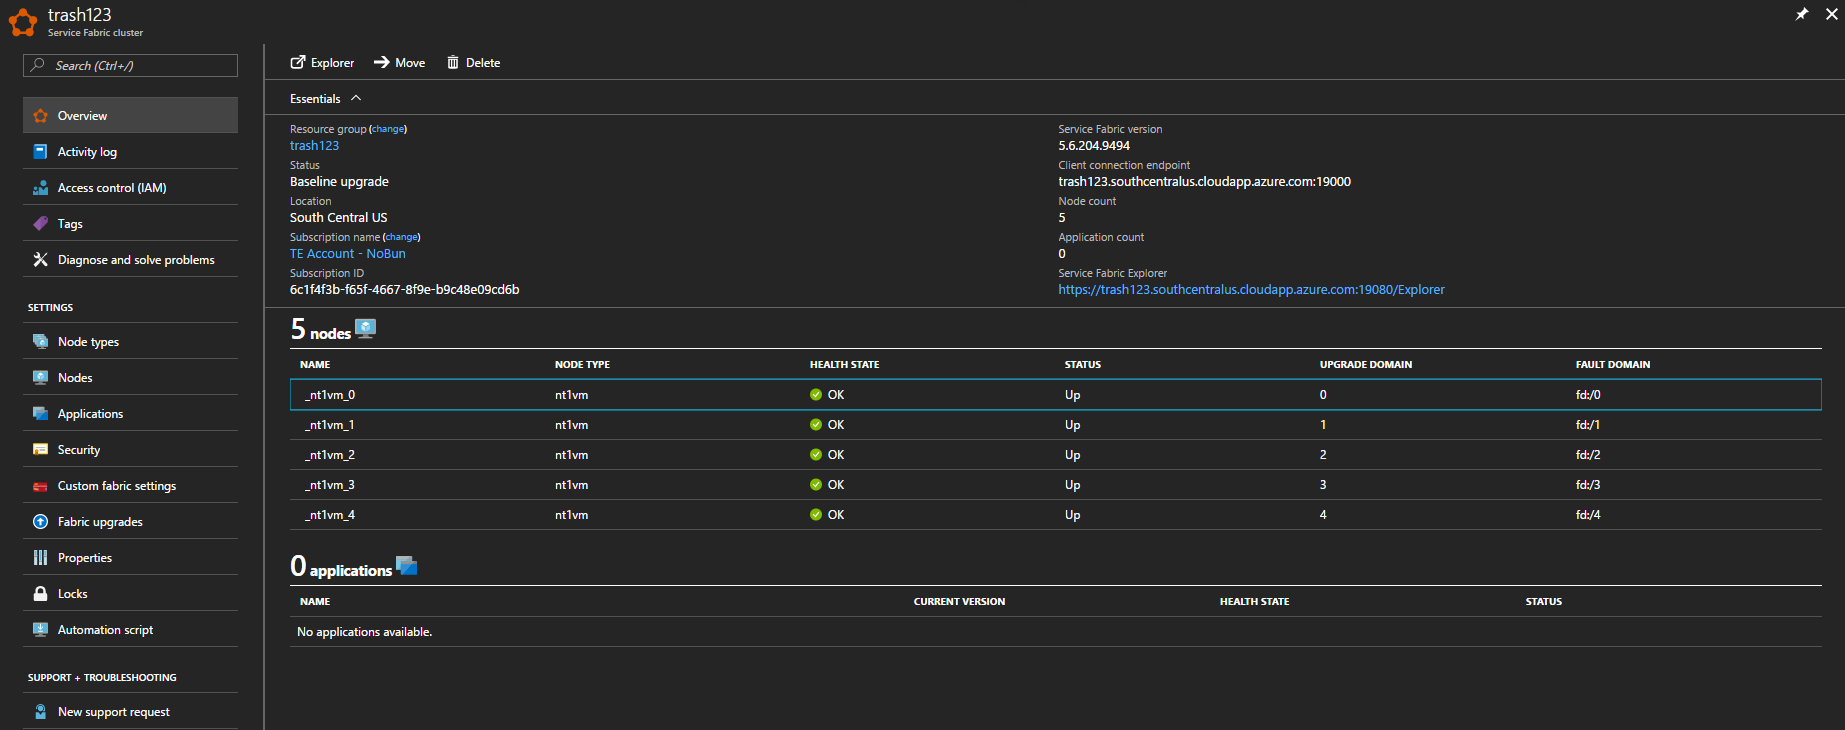 trash123
Service Fabric cluster
Search (Ctrl+/)
Overview
Activity log
Access control (IAM)
Tags
Diagnose and solve problems
SETTINGS
Node types
Nodes
Applications
Security
Custom fabric settings
Fabric upgrades
Properties
Locks
Automation script
SUPPORT + TROUBLESHOOTING
New support request
Explorer Move Delete
Essentials
Resource group (change)
trash123
Status
Baseline upgrade
Location
South Central US
Subscription name (change)
TE Account - NoBun
Subscription ID
6c1f4f3b-f65f-4667-8f9e-b9c48e09cd6b
Service Fabric version
5.6.204.9494
Client connection endpoint
trash123.southcentralus.cloudapp.azure.com:19000
Node count
5
Application count
0
Service Fabric Explorer
https://trash123.southcentralus.cloudapp.azure.com:19080/Explorer
5 nodes
NAME NODE TYPE HEALTH STATE STATUS UPGRADE DOMAIN FAULT DOMAIN
_nt1vm_0 nt1vm OK Up 0 fd:/0
_nt1vm_1 nt1vm OK Up 1 fd:/1
_nt1vm_2 nt1vm OK Up 2 fd:/2
_nt1vm_3 nt1vm OK Up 3 fd:/3
_nt1vm_4 nt1vm OK Up 4 fd:/4
0 applications
NAME CURRENT VERSION HEALTH STATE STATUS
No applications available.